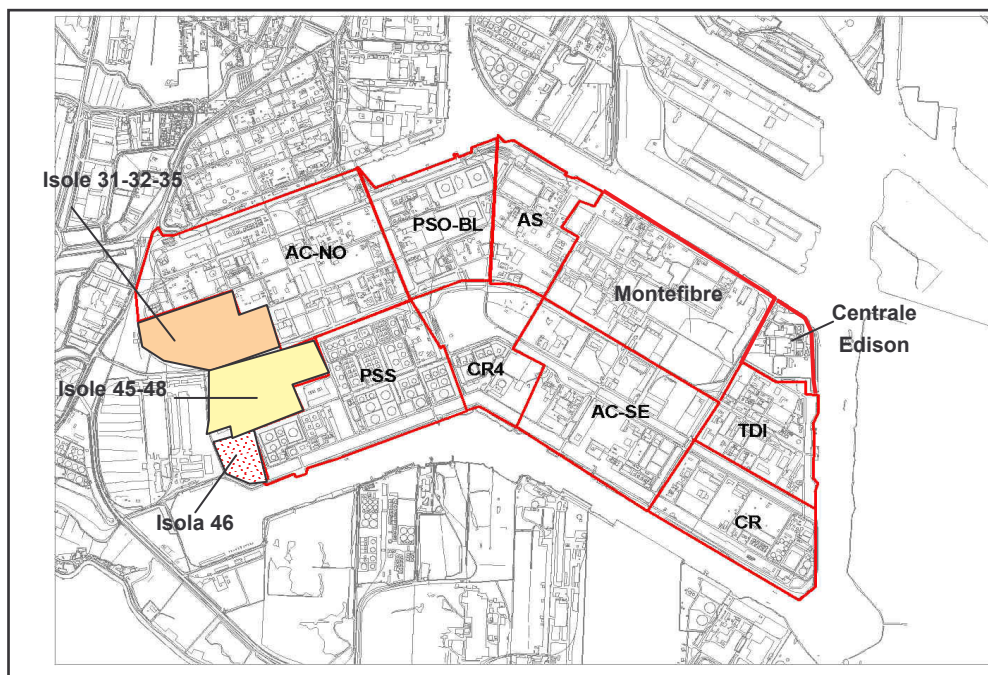 Isole 31-32-35
AC-NO
PSO-BL
AS
Montefibre
Centrale
Edison
Isole 45-48
PSS
CR4
AC-SE
TDI
Isola 46
CR